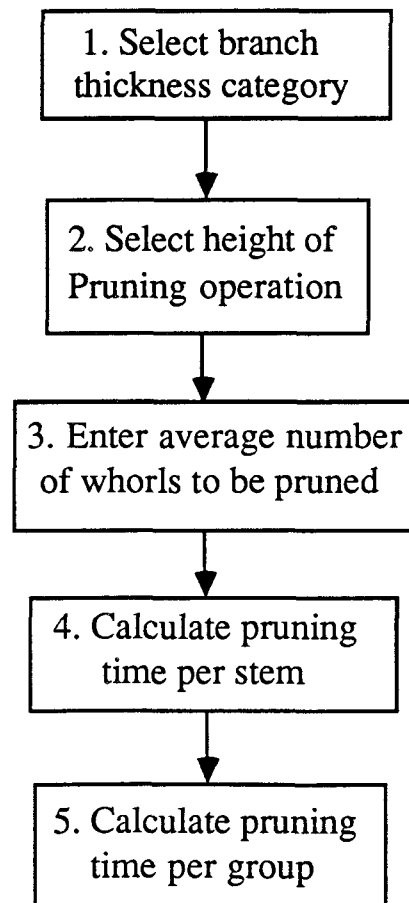 1. Select branch
thickness category
2. Select height of
Pruning operation
3. Enter average number
of whorls to be pruned
4. Calculate pruning
time per stem
5. Calculate pruning
time per group